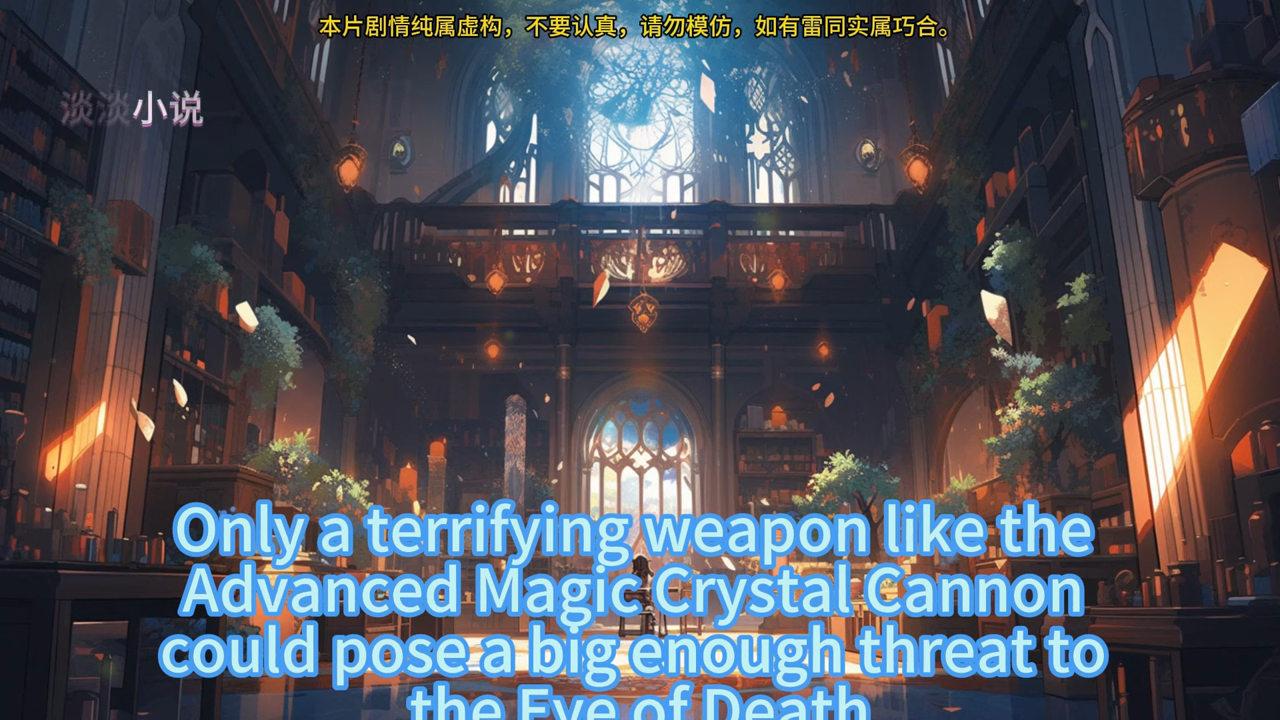 本片剧情纯属虚构，不要认真，请勿模仿，如有雷同实属巧合。
淡淡小说
Only a terrifying weapon like the
Advanced Magic Crystal Cannon
could pose a big enough threat to
the Eye of Death